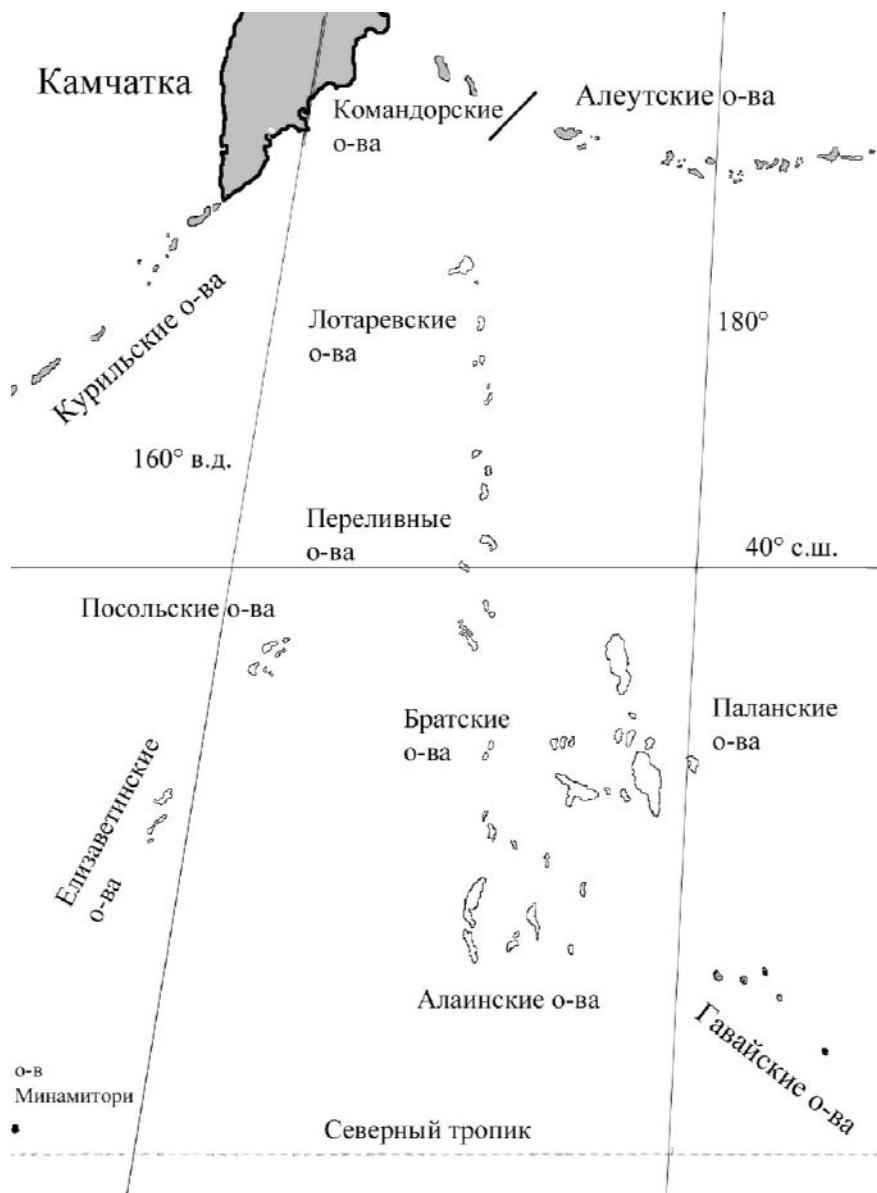 Камчатка
Командорские
о-ва
Алеутские о-ва
Курильские о-ва
Лотаревские
о-ва
180°
160° в.д.
Переливные
о-ва
40° с.ш.
Посольские о-ва
Братские
о-ва
Паланские
о-ва
Елизаветинские
о-ва
Алаинские о-ва
Гавайские о-ва
о-в
Минамитори
Северный тропик